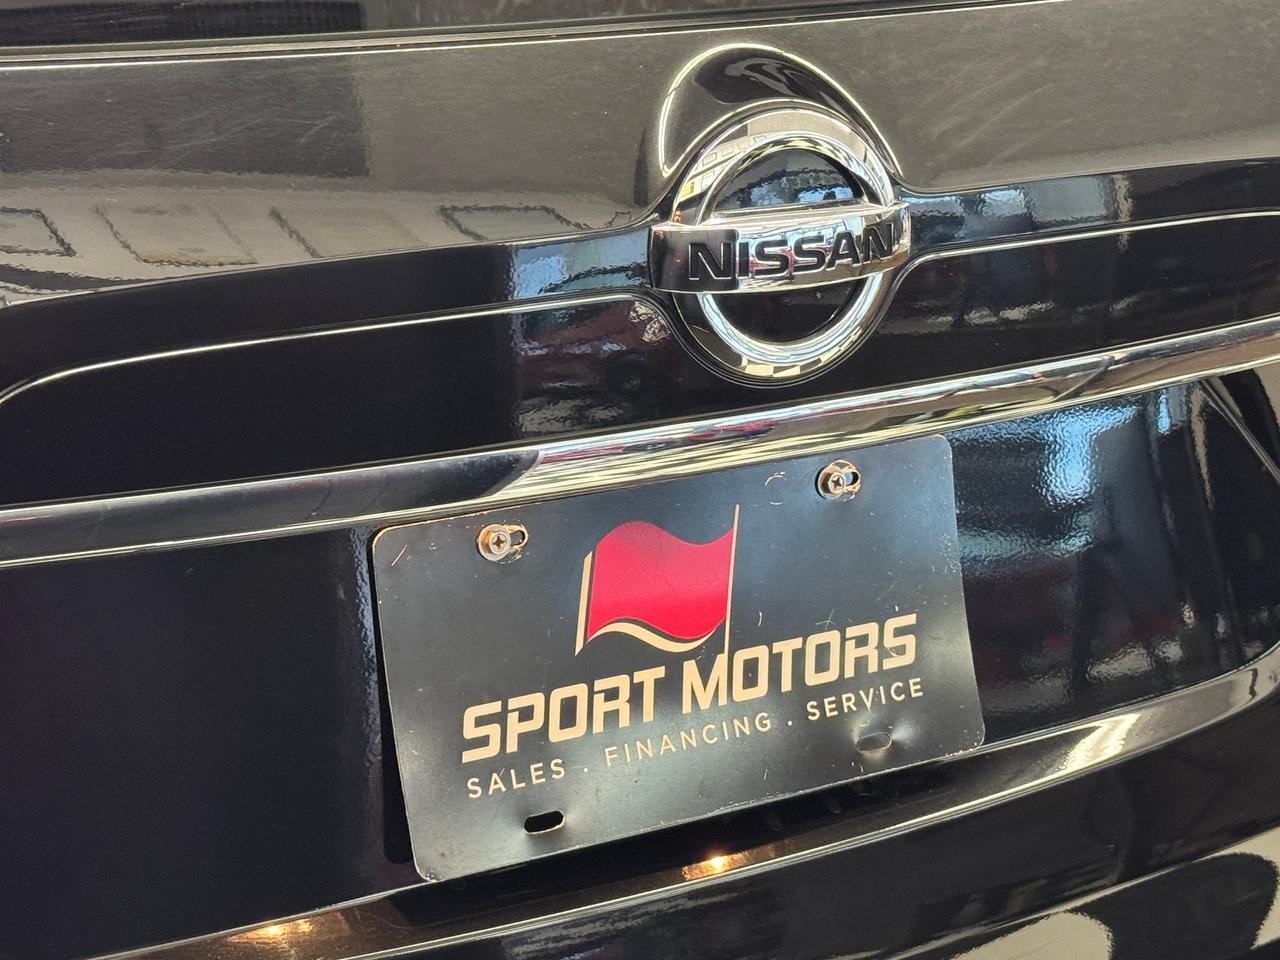 NISSAN
SPORT MOTORS
SALES . FINANCING . SERVICE